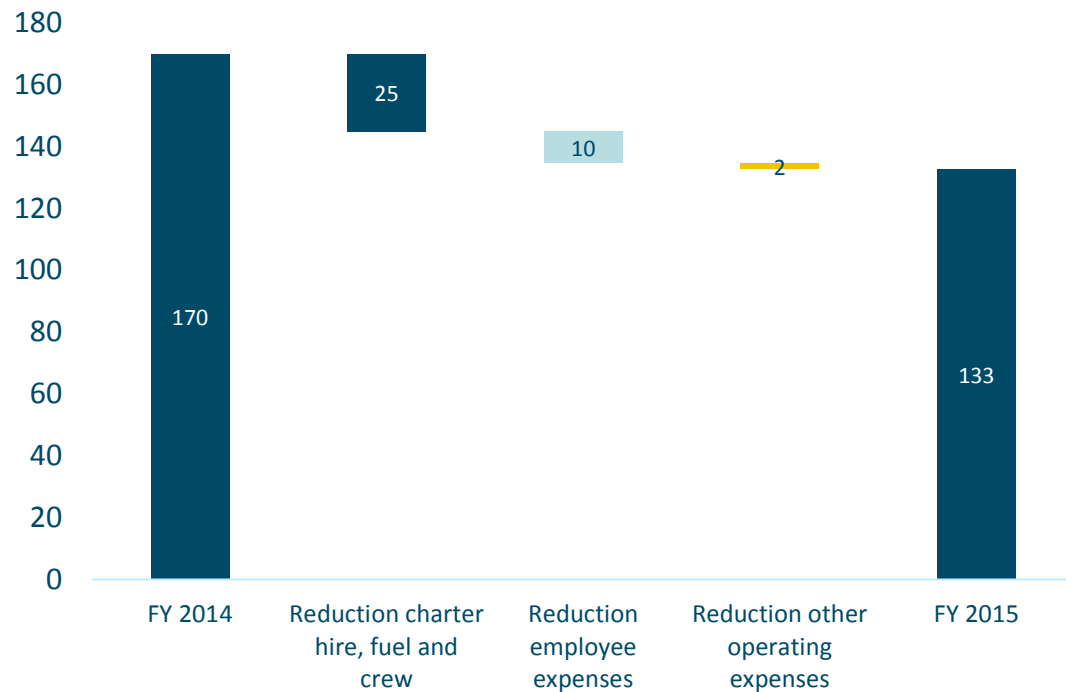 180
160
140
120
100
80
60
40
20
0
170
25
10
2
133
FY 2014
Reduction charter
hire, fuel and
crew
Reduction
employee
expenses
Reduction other
operating
expenses
FY 2015